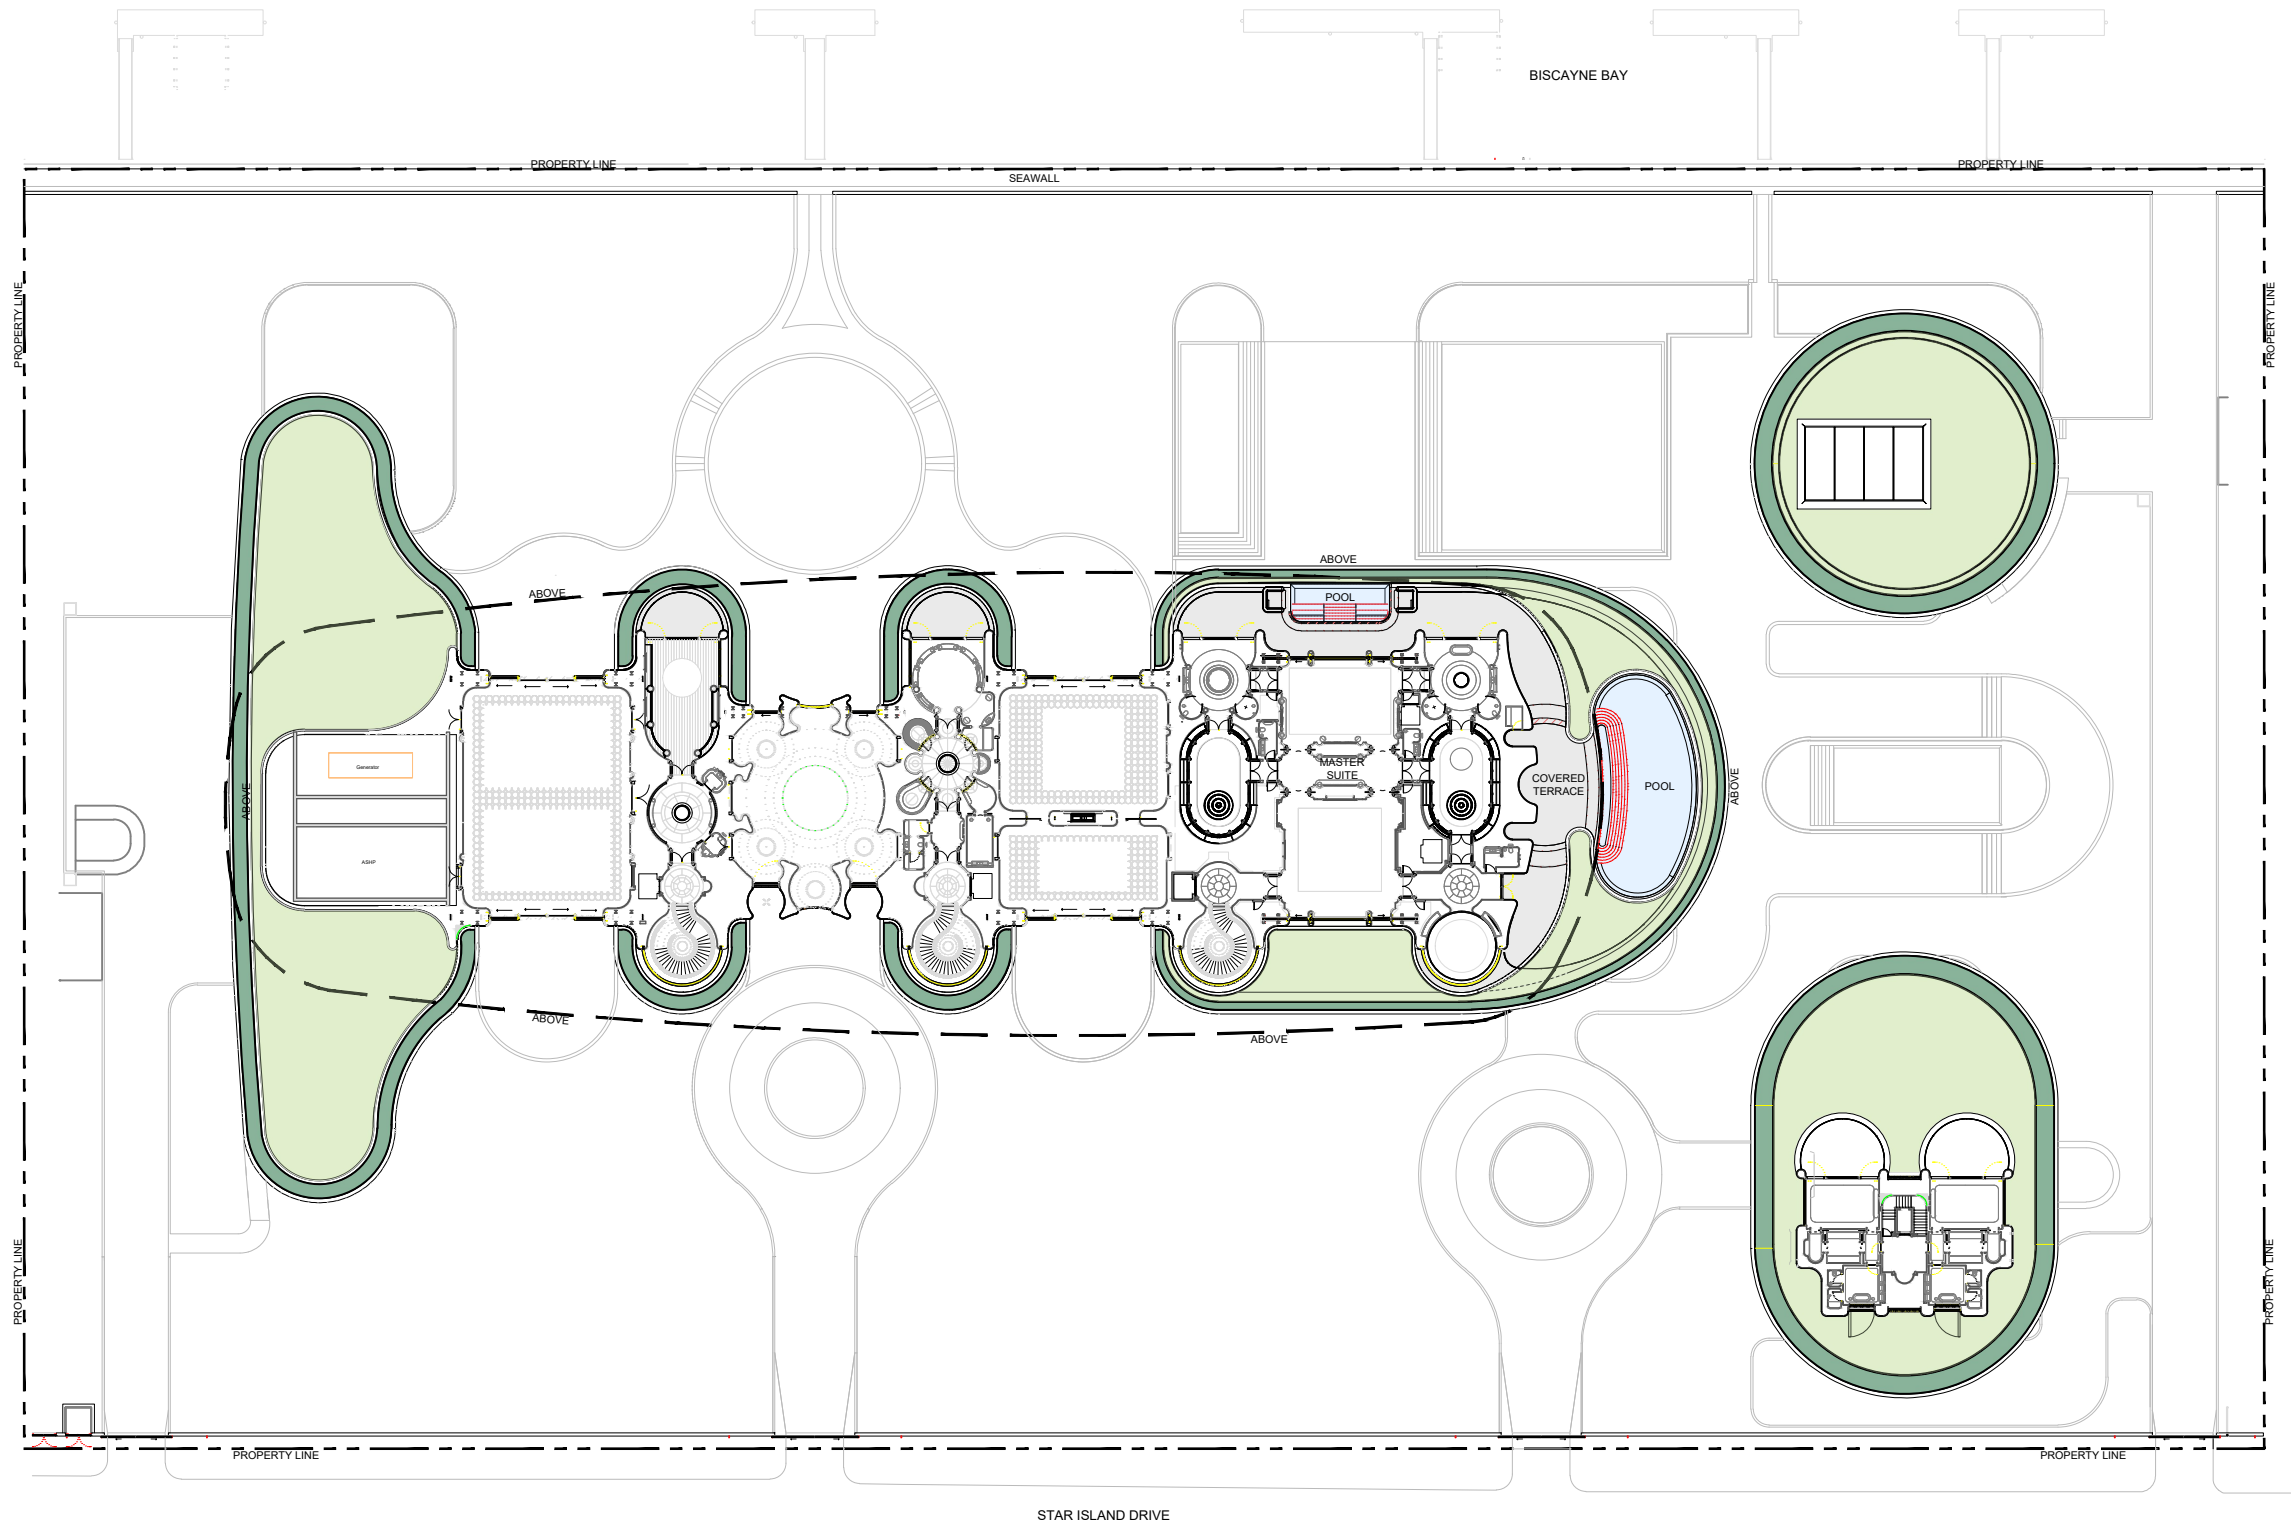 BISCAYNE BAY
PROPERTY LINE
PROPERTY LINE
SEAWALL
PROPERTY LINE
PROPERTY LINE
ABOVE
ABOVE
POOL
Generator
MASTER
SUITE
COVERED
TERRACE
POOL
ABOVE
ABOVE
ASHP
ABOVE
ABOVE
PROPERTY LINE
PROPERTY LINE
PROPERTY LINE
PROPERTY LINE
STAR ISLAND DRIVE